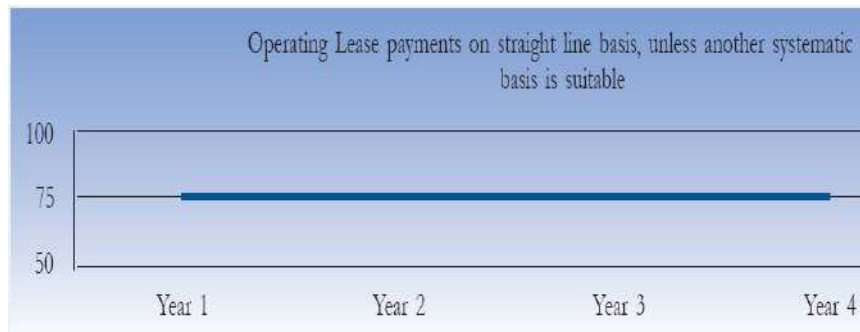 Operating Lease payments on straight line basis, unless another systematic
basis is suitable
100
75
50
Year 1 Year 2 Year 3 Year 4